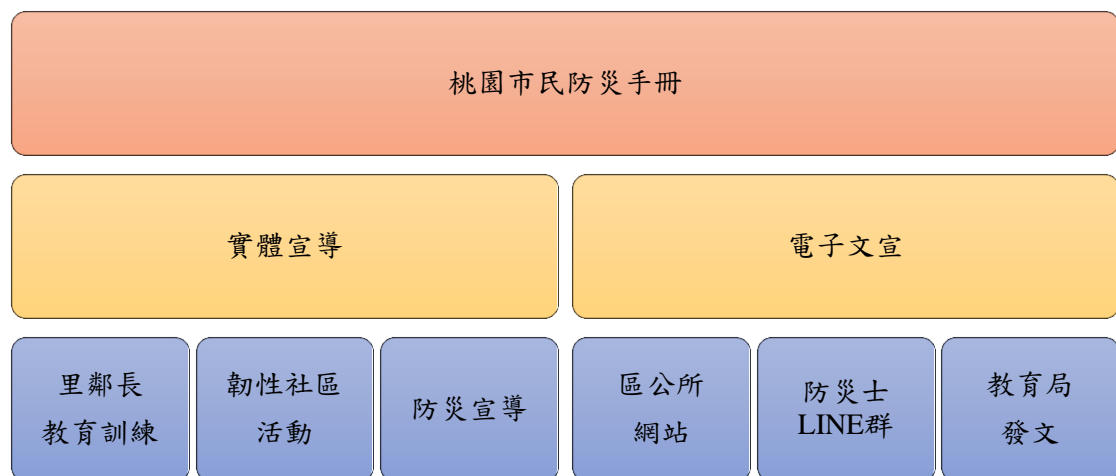 桃園市民防災手冊
實體宣導
電子文宣
里鄰長
教育訓練
韌性社區
活動
防災宣導
區公所
網站
防災士
LINE群
教育局
發文